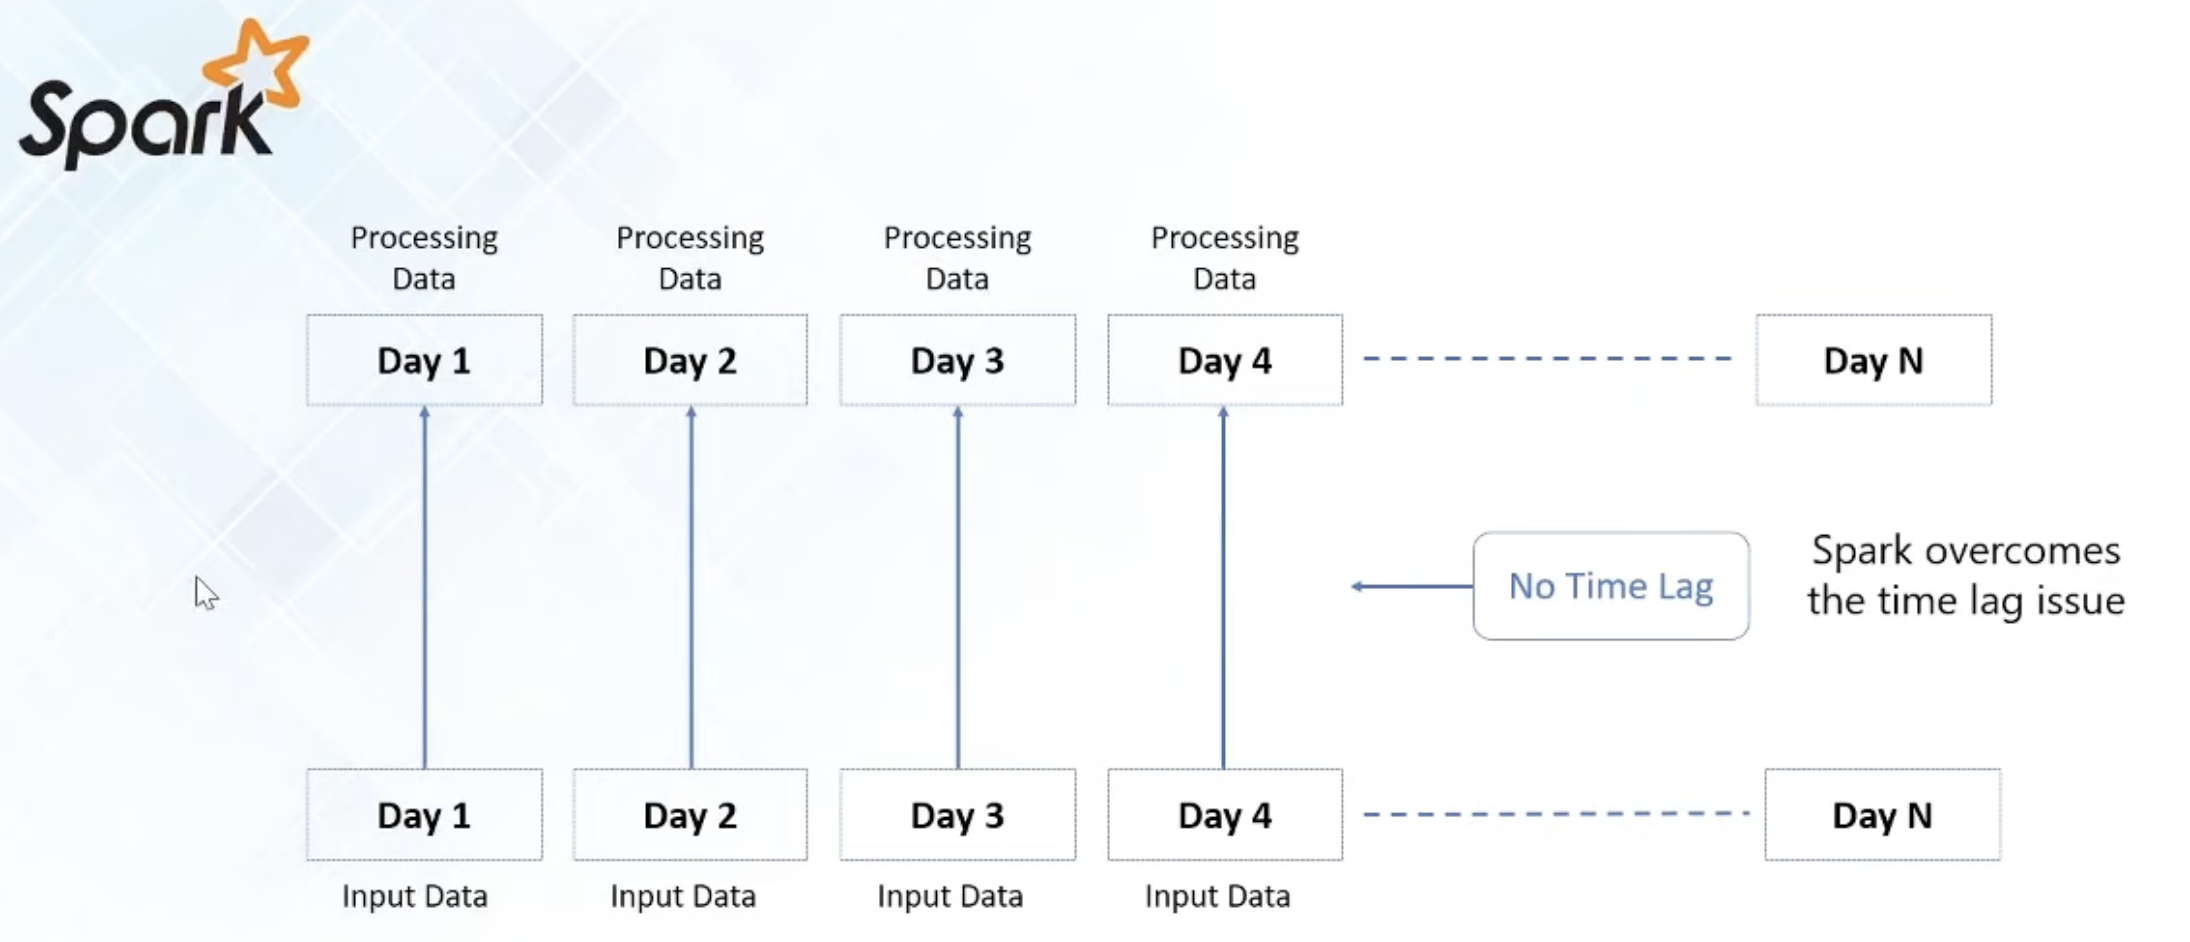 Spark
Processing Data
Processing Data
Processing Data
Processing Data
Day 1
Day 2
Day 3
Day 4
Day N
No Time Lag
Spark overcomes
the time lag issue
Day 1
Day 2
Day 3
Day 4
Day N
Input Data
Input Data
Input Data
Input Data